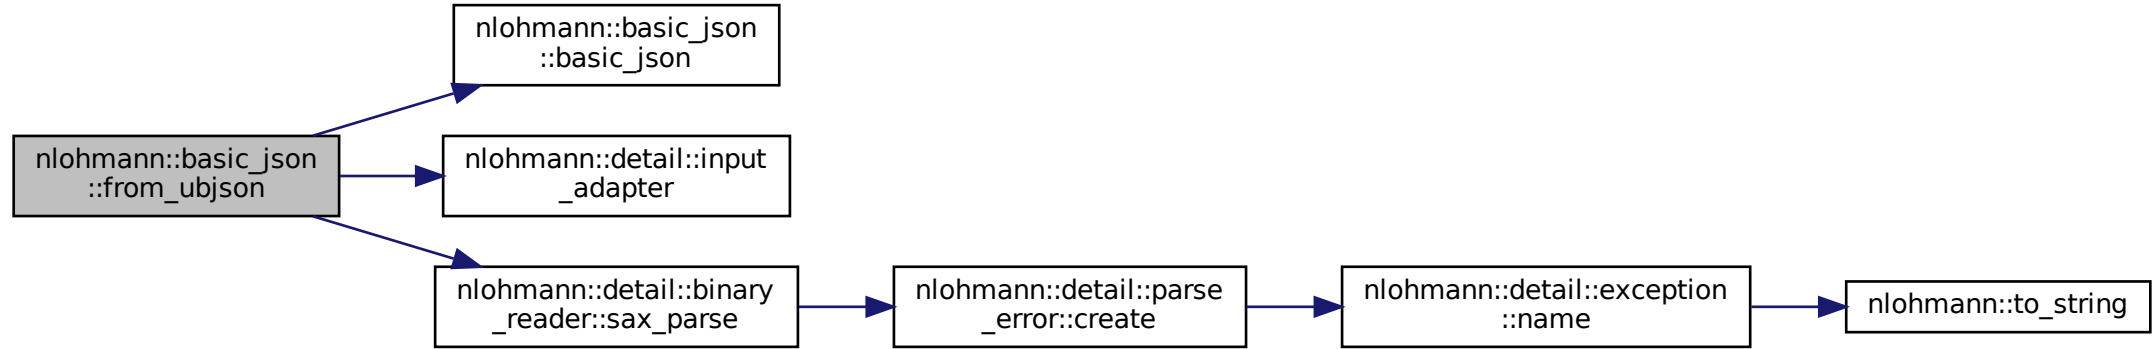 nlohmann::basic_json
::basic_json
nlohmann::basic_json
::from_ubjson
nlohmann::detail::input
_adapter
nlohmann::detail::binary
_reader::sax_parse
nlohmann::detail::parse
_error::create
nlohmann::detail::exception
::name
nlohmann::to_string